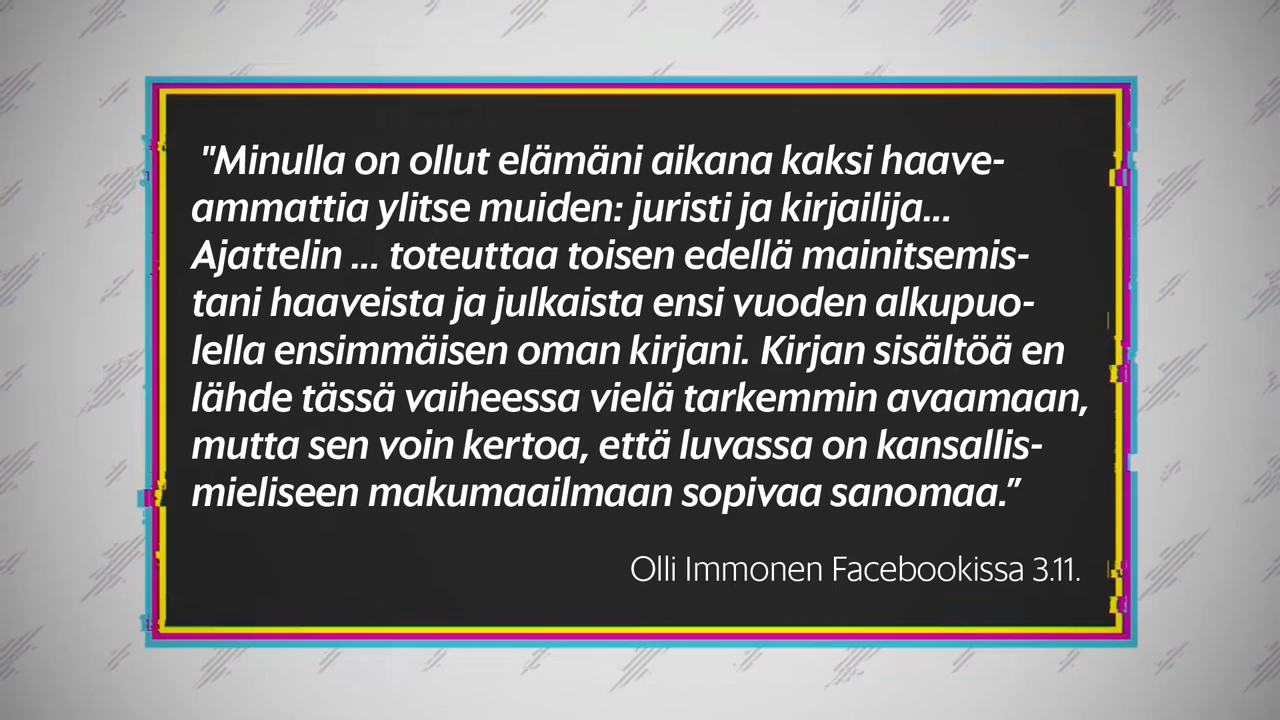 "Minulla on ollut elämäni aikana kaksi haave-
ammattia ylitse muiden: juristi ja kirjailija...
Ajattelin ... toteuttaa toisen edellä mainitsemis-
tani haaveista ja julkaista ensi vuoden alkupuo-
lella ensimmäisen oman kirjani. Kirjan sisältöä en
lähde tässä vaiheessa vielä tarkemmin avaamaan,
mutta sen voin kertoa, että luvassa on kansallis-
mieliseen makumaailmaan sopivaa sanomaa.”
Olli Immonen Facebookissa 3.11.